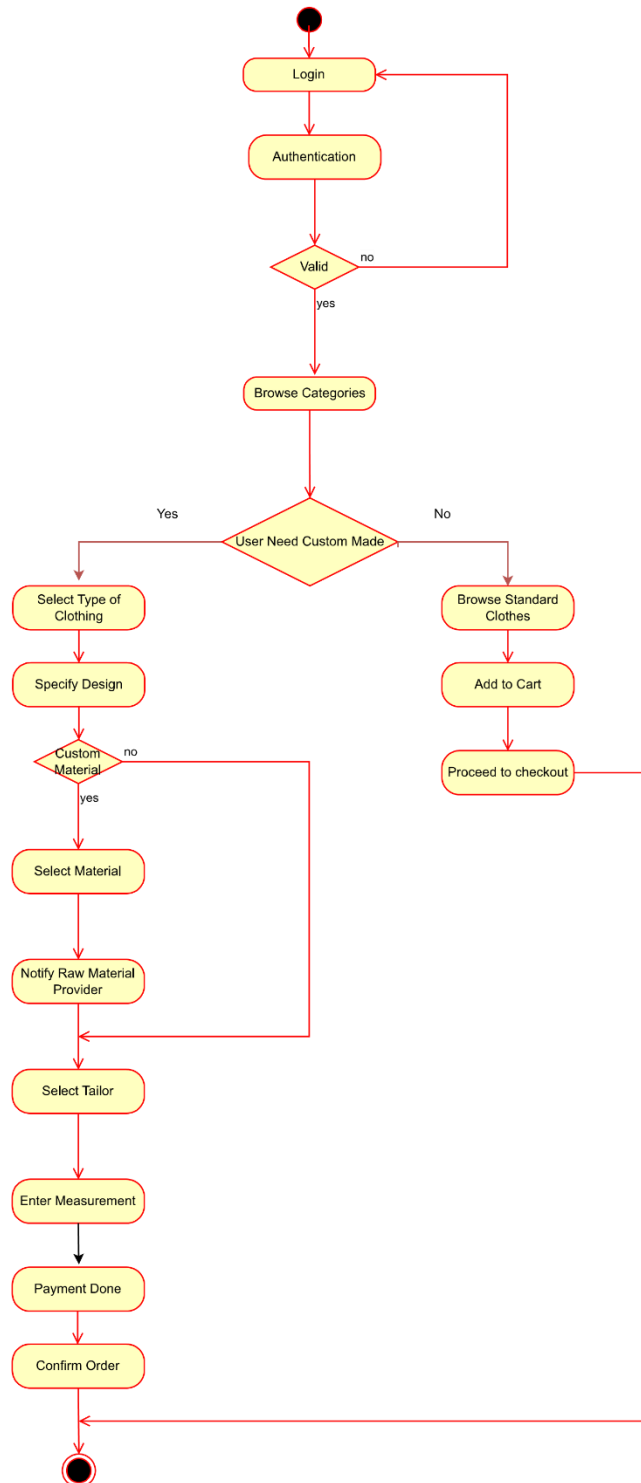 Login
Authentication
Valid
no
yes
Browse Categories
Yes
No
User Need Custom Made
Select Type of
Clothing
Browse Standard
Clothes
Specify Design
Add to Cart
Custom
Material
no
Proceed to checkout
yes
Select Material
Notify Raw Material
Provider
Select Tailor
Enter Measurement
Payment Done
Confirm Order